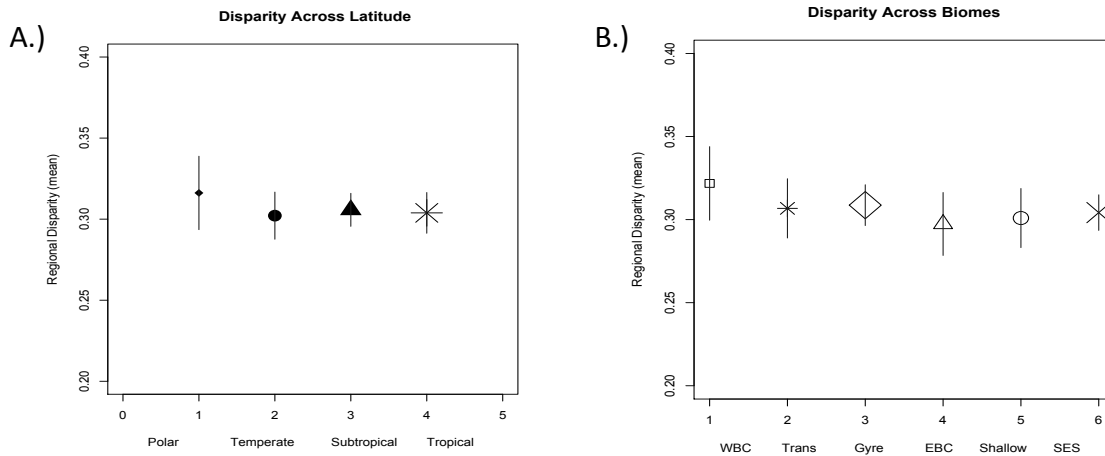 Disparity Across Latitude
A.)
Regional Disparity (mean)
0.40
0.35
0.30
0.25
0.20
0 1 2 3 4 5
Polar Temperate Subtropical Tropical
Disparity Across Biomes
B.)
Regional Disparity (mean)
0.40
0.35
0.30
0.25
0.20
1 2 3 4 5 6
WBC Trans Gyre EBC Shallow SES